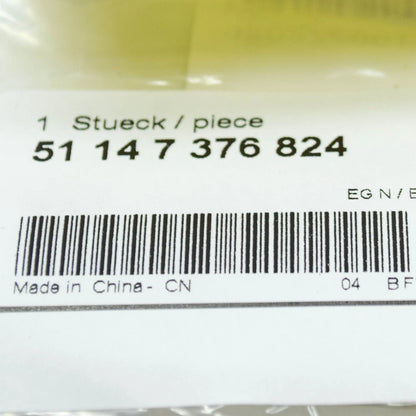 1 Stueck / piece
51 14 7 376 824
EG N / E
Made in China - CN 04 BF